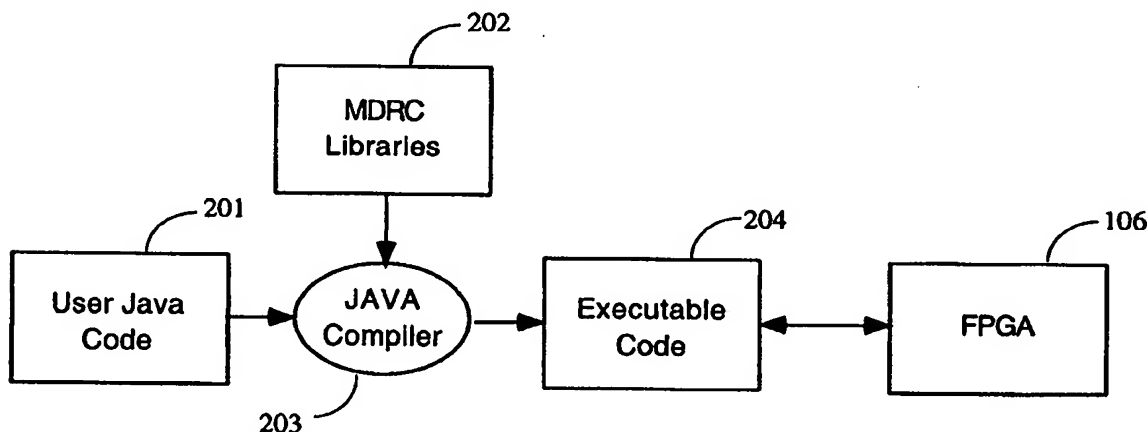 202
MDRC
Libraries
201
204
106
User Java
Code
JAVA
Compiler
Executable
Code
FPGA
203